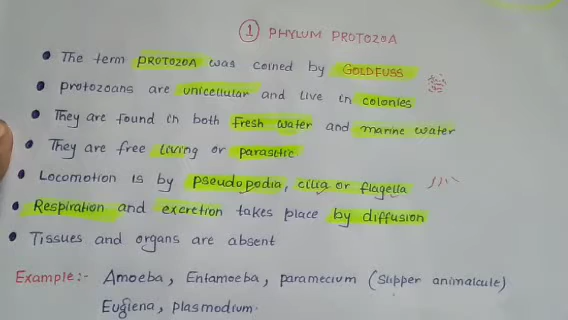 ① PHYLUM PROTOZOA
• The term PROTOZOA was coined by GOLDFUSS
• protozoans are unicellular and live in colonies
• They are found in both Fresh water and marine water
• They are free living or parasitic
• Locomotion is by pseudopodia, cilia or flagella
• Respiration and excretion takes place by diffusion
• Tissues and organs are absent
Example:- Amoeba, Entamoeba, paramecium (slipper animalcule)
Euglena, plasmodium.